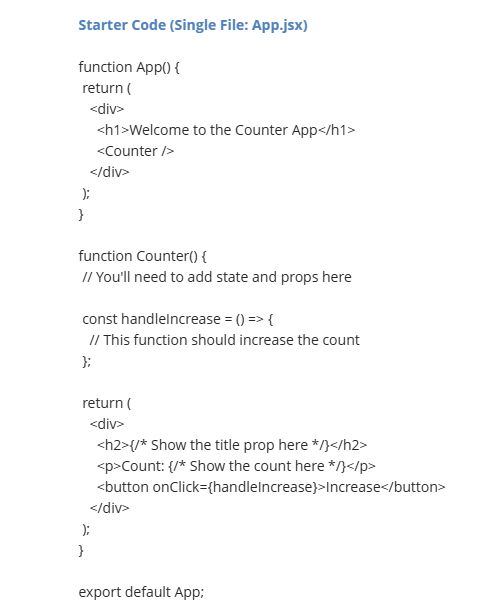 Starter Code (Single File: App.jsx)
function App() {
return (
<div>
<h1>Welcome to the Counter App</h1>
<Counter />
</div>
);
}
function Counter() {
// You'll need to add state and props here
const handleIncrease = () => {
// This function should increase the count
};
return (
<div>
<h2>{/* Show the title prop here */}</h2>
<p>Count: {/* Show the count here */}</p>
<button onClick={handleIncrease}>Increase</button>
</div>
);
}
export default App;